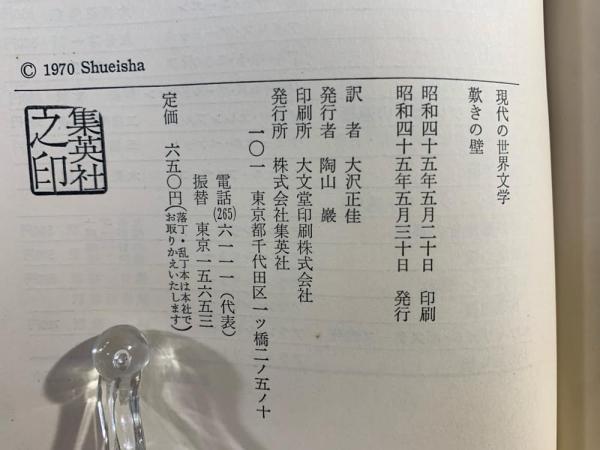 © 1970 Shueisha
現代の世界文学
歎きの壁
昭和四十五年五月二十日 印刷
昭和四十五年五月三十日 発行
訳者 大沢正佳
発行者 陶山巌
印刷所 大文堂印刷株式会社
発行所 株式会社集英社
一〇一 東京都千代田区一ツ橋二ノ五ノ十
電話(265)六一一一(代表)
振替 東京一五六五三
定価 六五〇円(落丁・乱丁本は本社でお取りかえいたします)
集英社
之印